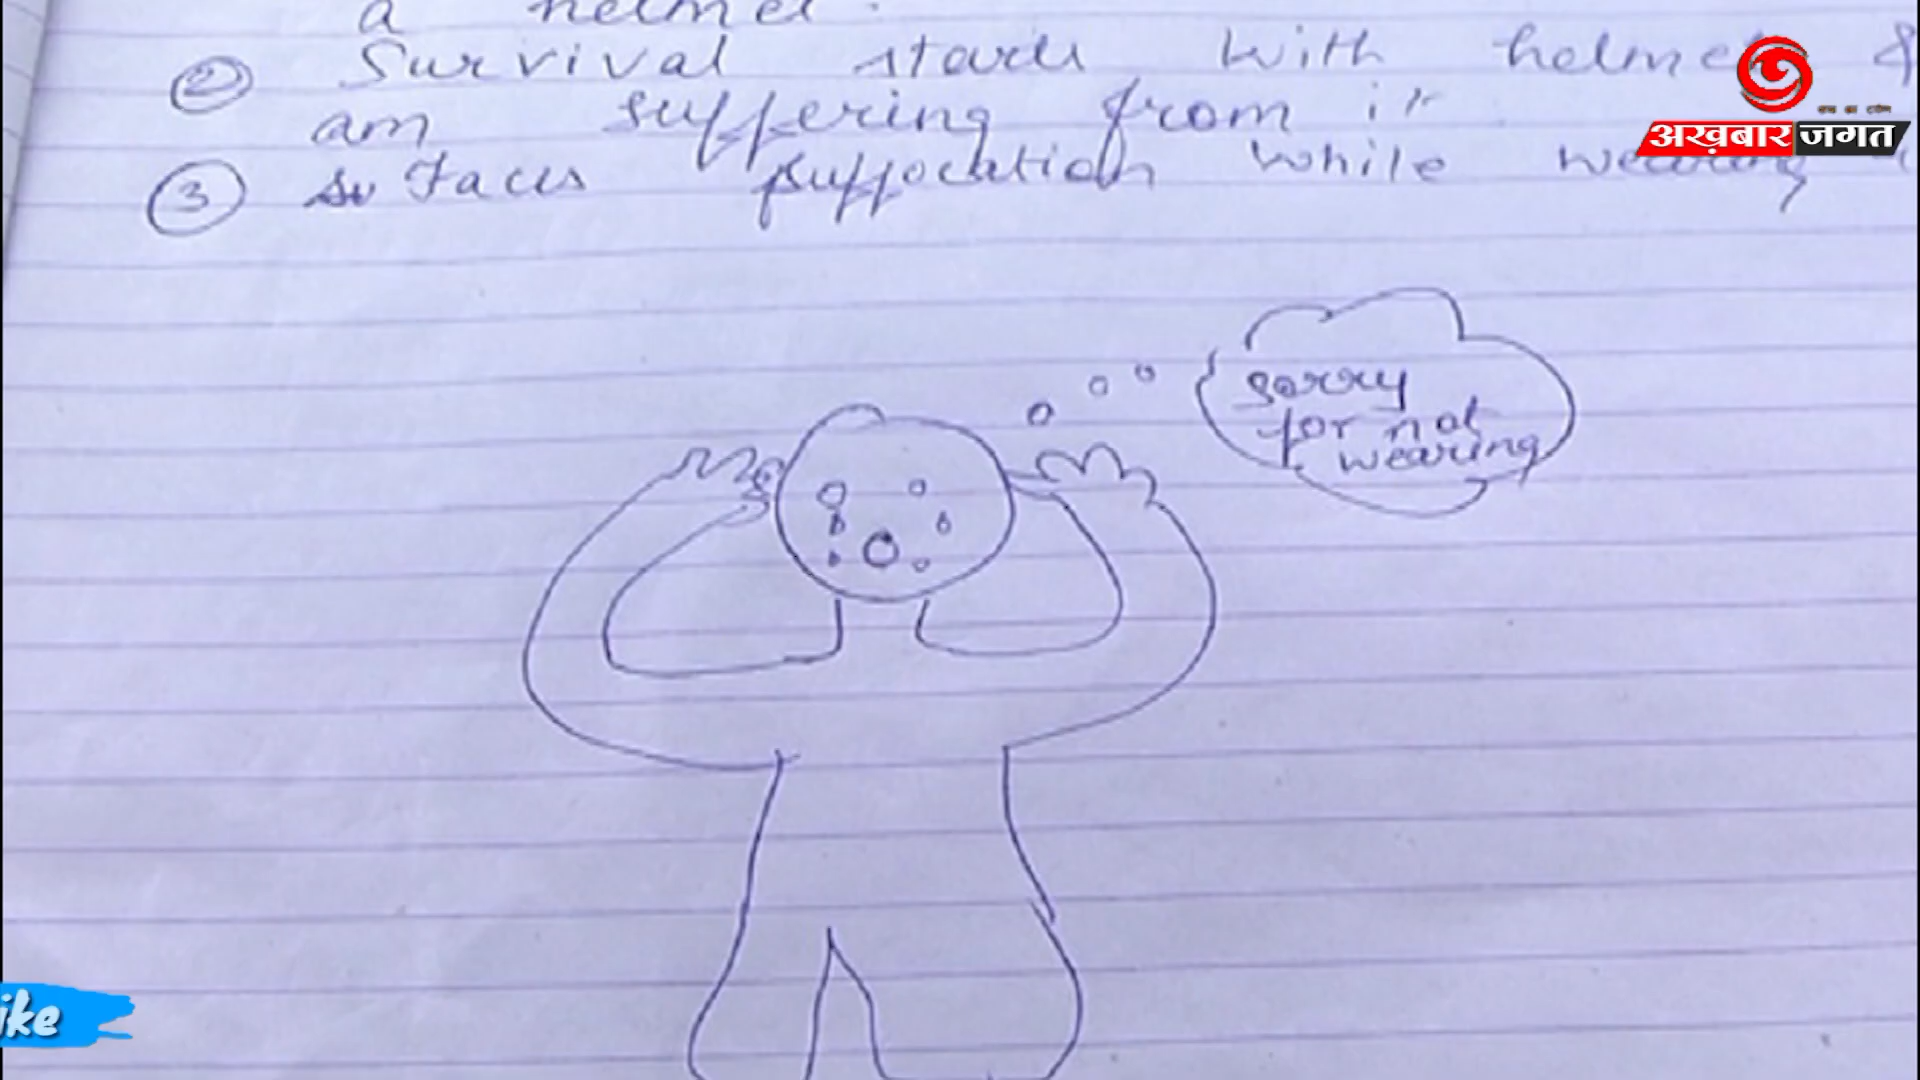 a helmet.
② Survival starts with helmet &
am suffering from it
③ Faces suffocation while wearing
sorry
for not
wearing
अख़बार जगत
ike